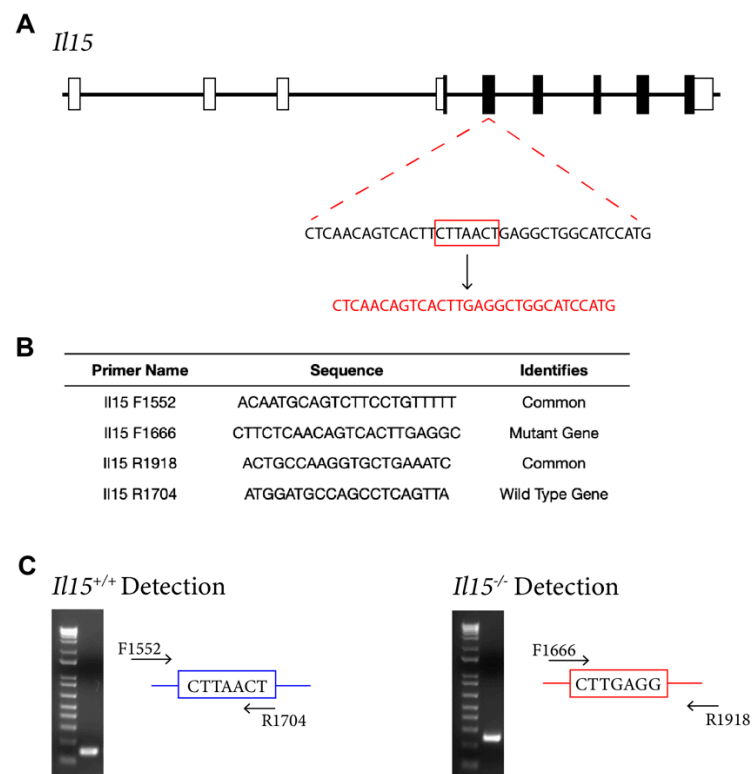 A
Il15
CTCAACAGTCACTTCTTAACTGAGGCTGGCATCCATG
CTCAACAGTCACTTGAGGCTGGCATCCATG
B
Primer Name Sequence Identifies
Il15 F1552 ACAATGCAGTCTTCCTGTTTTT Common
Il15 F1666 CTTCTCAACAGTCACTTGAGGC Mutant Gene
Il15 R1918 ACTGCCAAGGTGCTGAAATC Common
Il15 R1704 ATGGATGCCAGCCTCAGTTA Wild Type Gene
C
Il15+/+ Detection Il15-/- Detection
F1552 F1666
CTTAACT CTTGAGG
R1704 R1918